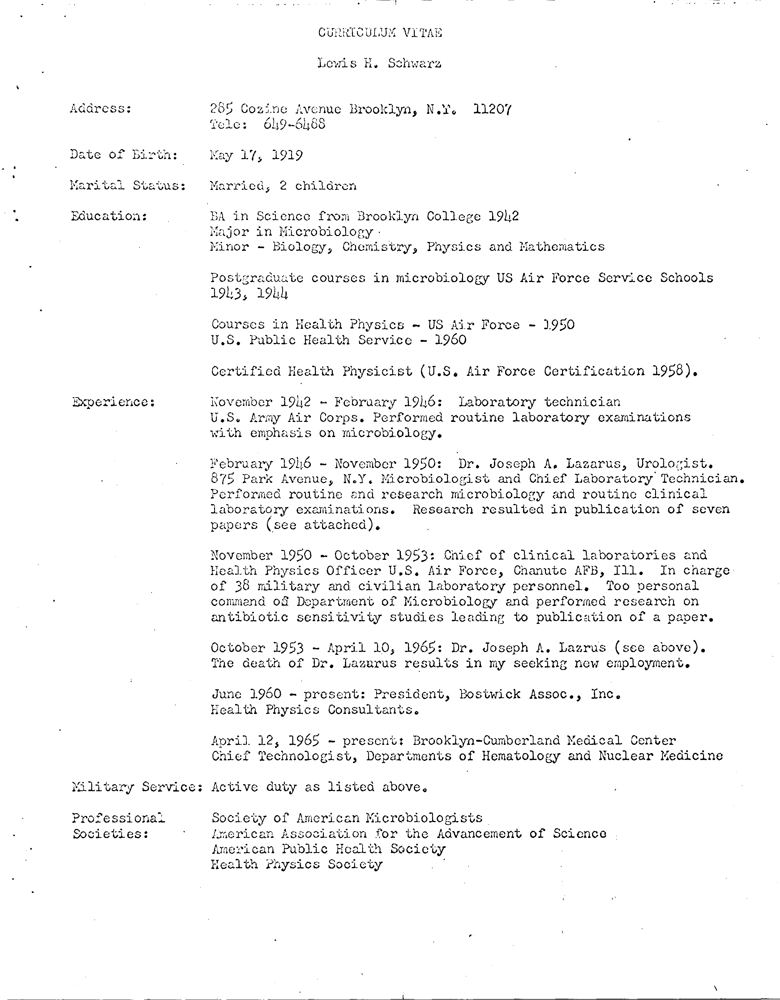 CURRICULUM VITAE
Lewis H. Schwarz
Address: 285 Cozine Avenue Brooklyn, N.Y. 11207
Tele: 649-6488
Date of Birth: May 17, 1919
Marital Status: Married, 2 children
Education: BA in Science from Brooklyn College 1942
Major in Microbiology
Minor - Biology, Chemistry, Physics and Mathematics
Postgraduate courses in microbiology US Air Force Service Schools
1943, 1944
Courses in Health Physics - US Air Force - 1950
U.S. Public Health Service - 1960
Certified Health Physicist (U.S. Air Force Certification 1958).
Experience: November 1942 - February 1946: Laboratory technician
U.S. Army Air Corps. Performed routine laboratory examinations
with emphasis on microbiology.
February 1946 - November 1950: Dr. Joseph A. Lazarus, Urologist.
875 Park Avenue, N.Y. Microbiologist and Chief Laboratory Technician.
Performed routine and research microbiology and routine clinical
laboratory examinations. Research resulted in publication of seven
papers (see attached).
November 1950 - October 1953: Chief of clinical laboratories and
Health Physics Officer U.S. Air Force, Chanute AFB, Ill. In charge
of 38 military and civilian laboratory personnel. Too personal
command of Department of Microbiology and performed research on
antibiotic sensitivity studies leading to publication of a paper.
October 1953 - April 10, 1965: Dr. Joseph A. Lazrus (see above).
The death of Dr. Lazurus results in my seeking new employment.
June 1960 - present: President, Bostwick Assoc., Inc.
Health Physics Consultants.
April 12, 1965 - present: Brooklyn-Cumberland Medical Center
Chief Technologist, Departments of Hematology and Nuclear Medicine
Military Service: Active duty as listed above.
Professional Society of American Microbiologists
Societies: American Association for the Advancement of Science
American Public Health Society
Health Physics Society